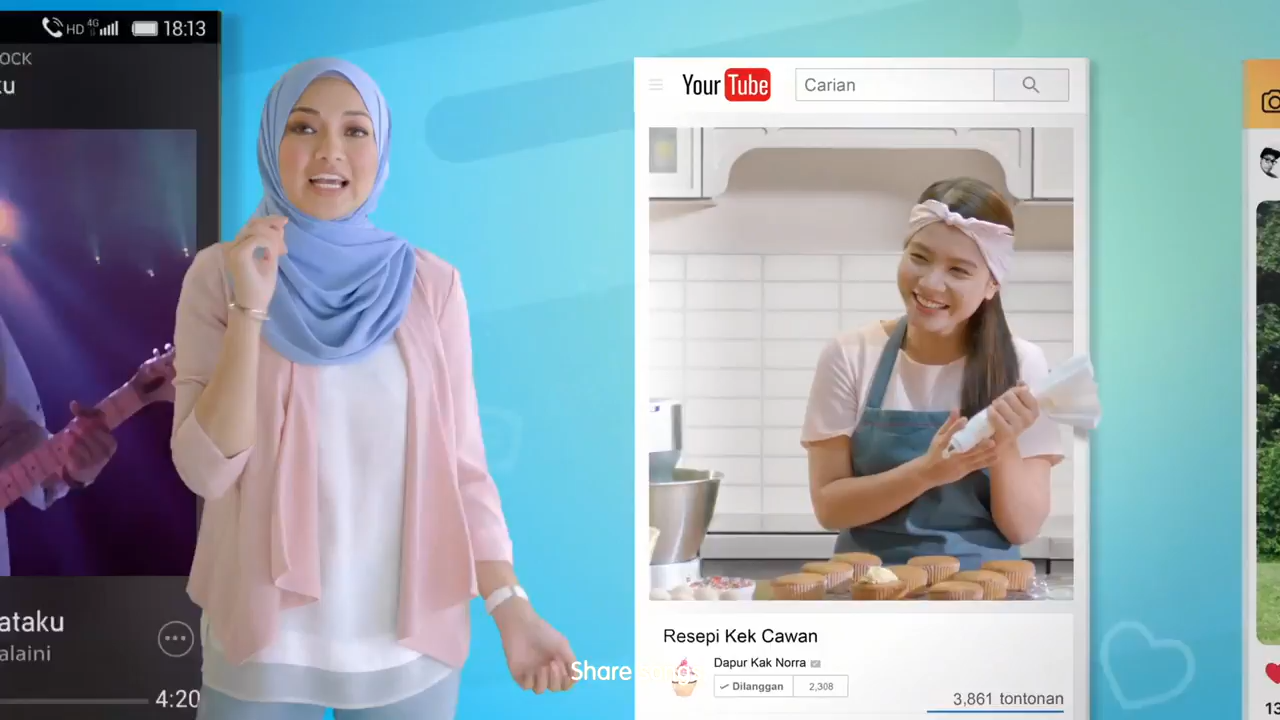 HD 4G 18:13
OCK
ku
ataku
alaini
4:20
YourTube
Carian
Resepi Kek Cawan
Dapur Kak Norra
Dilanggan 2,308
3,861 tontonan
Share
13